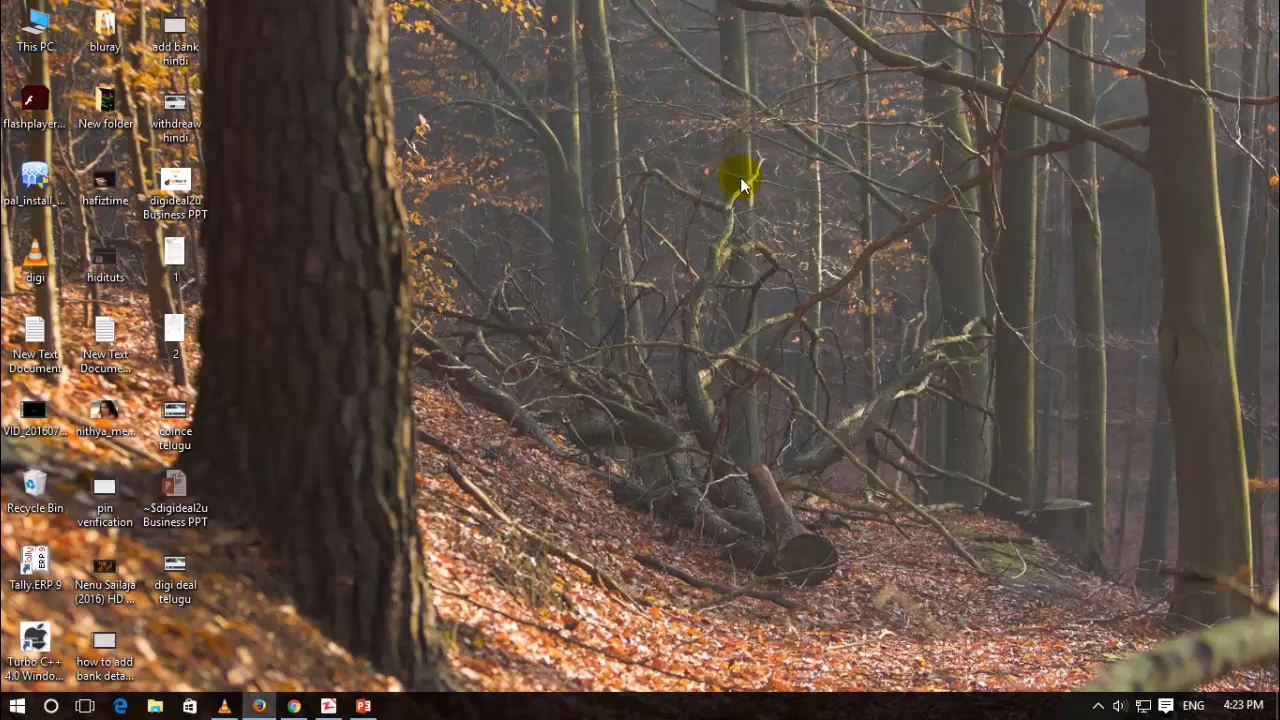 This PC
bluray
add bank
hindi
flashplayer...
New folder
withdreaw
hindi
pal_install_...
hafiztime
digideal2u
Business PPT
digi
hidituts
1
New Text
Document
New Text
Docume...
2
VID_201607...
nithya_me...
coince
telugu
Recycle Bin
pin
verification
~$digideal2u
Business PPT
Tally.ERP 9
Nenu Sailaja
(2016) HD ...
digi deal
telugu
Turbo C++
4.0 Windo...
how to add
bank deta...
ENG
4:23 PM